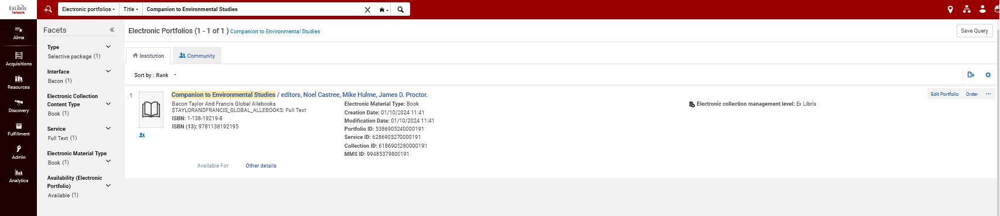 ExLibris
Network
Electronic portfolios
Title
Companion to Environmental Studies
Alma
Acquisitions
Resources
Discovery
Fulfillment
Admin
Analytics
Facets
Type
Selective package (1)
Interface
Bacon (1)
Electronic Collection
Content Type
Book (1)
Service
Full Text (1)
Electronic Material Type
Book (1)
Availability (Electronic
Portfolio)
Available (1)
Electronic Portfolios (1 - 1 of 1 ) Companion to Environmental Studies
Save Query
Institution
Community
Sort by : Rank
1
Companion to Environmental Studies / editors, Noel Castree, Mike Hulme, James D. Proctor.
Edit Portfolio
Order
Bacon Taylor And Francis Global Allebooks
$TAYLORANDFRANCIS_GLOBAL_ALLEBOOKS: Full Text
ISBN: 1-138-19219-8
ISBN (13): 9781138192195
Electronic Material Type: Book
Creation Date: 01/10/2024 11:41
Modification Date: 01/10/2024 11:41
Portfolio ID: 5386905240000191
Service ID: 6286905270000191
Collection ID: 6186905280000191
MMS ID: 99485379800191
Electronic collection management level: Ex Libris
Available For
Other details